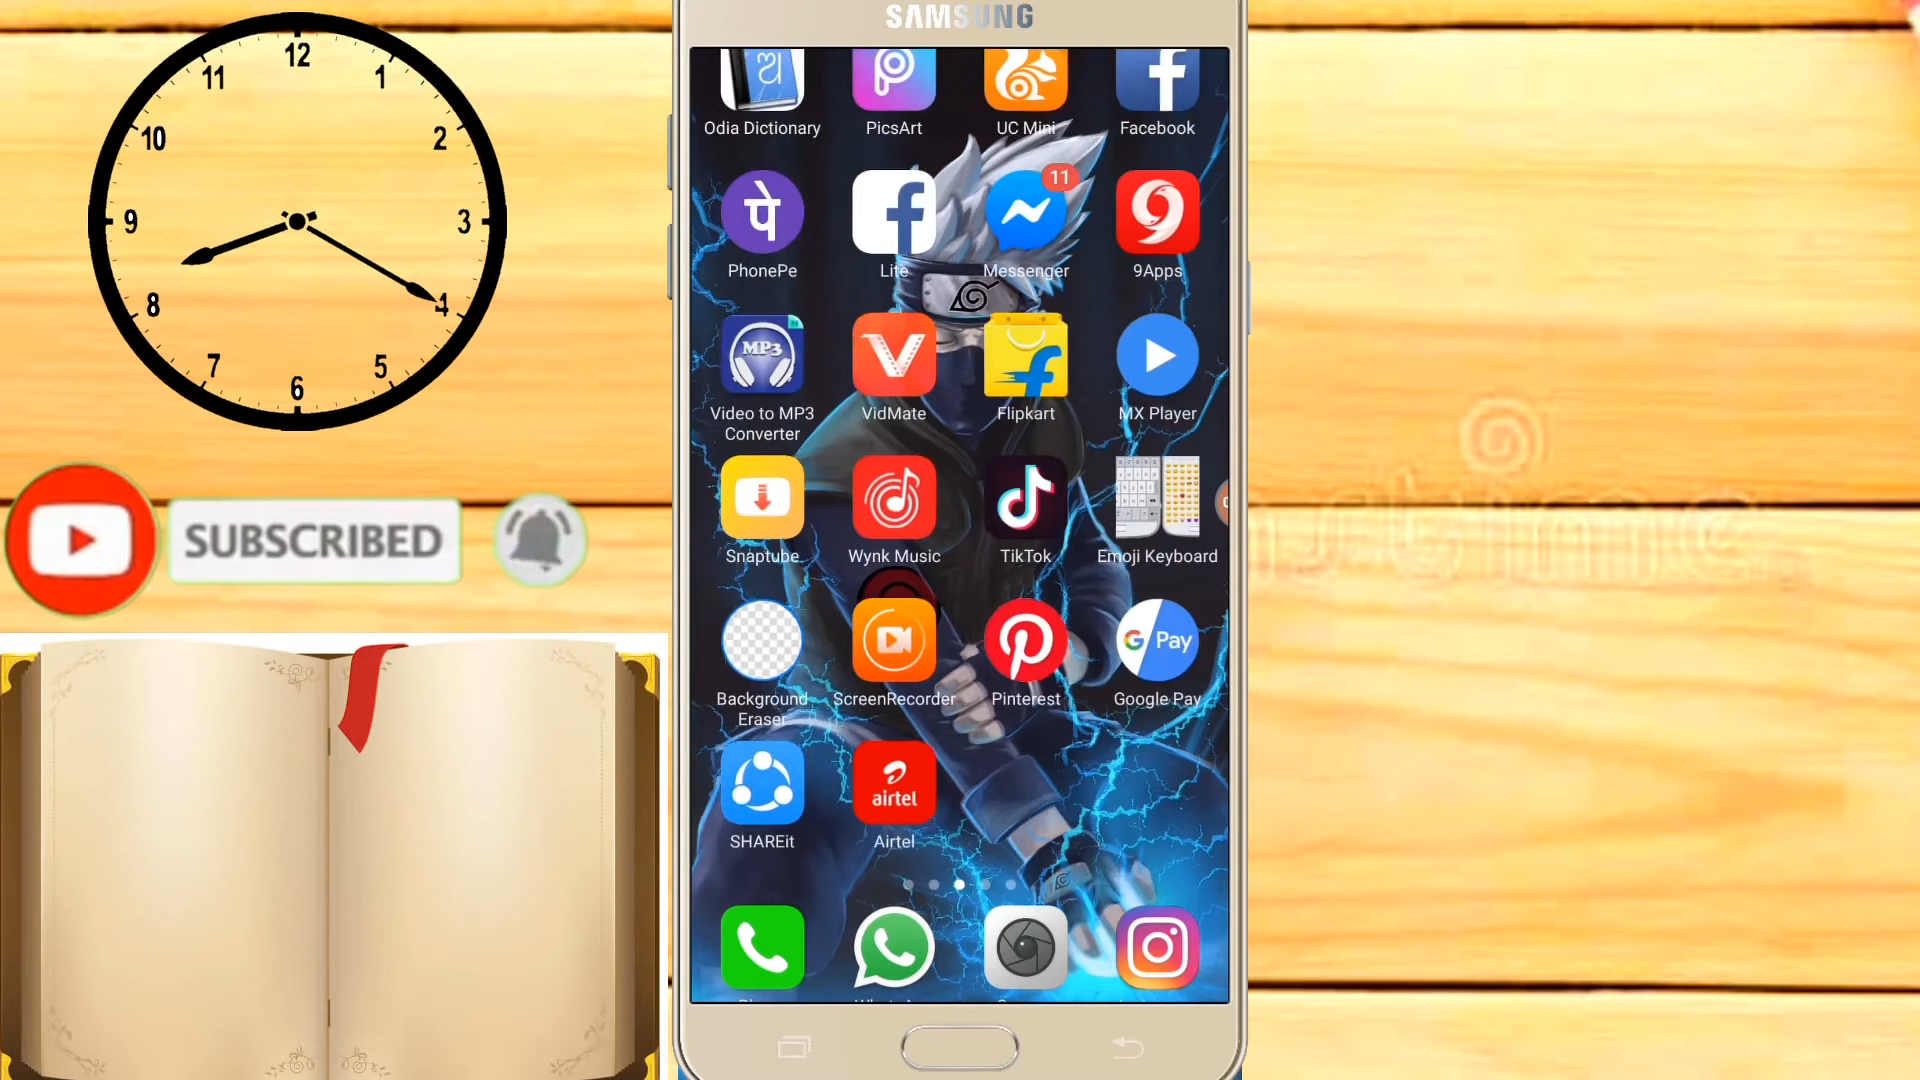 SAMSUNG
12
11
1
10
2
9
3
8
4
7
5
6
SUBSCRIBED
अ
Odia Dictionary
PicsArt
UC Mini
Facebook
11
पे
PhonePe
Lite
Messenger
9Apps
MP3
Video to MP3
Converter
VidMate
Flipkart
MX Player
Snaptube
Wynk Music
TikTok
Emoji Keyboard
G Pay
Background
Eraser
ScreenRecorder
Pinterest
Google Pay
airtel
SHAREit
Airtel